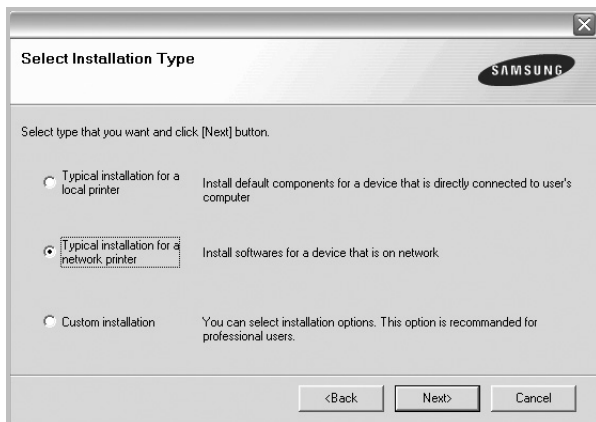 Select Installation Type
SAMSUNG
Select type that you want and click [Next] button.
Typical installation for a
local printer
Install default components for a device that is directly connected to user's
computer
Typical installation for a
network printer
Install softwares for a device that is on network
Custom installation
You can select installation options. This option is recommanded for
professional users.
<Back
Next>
Cancel